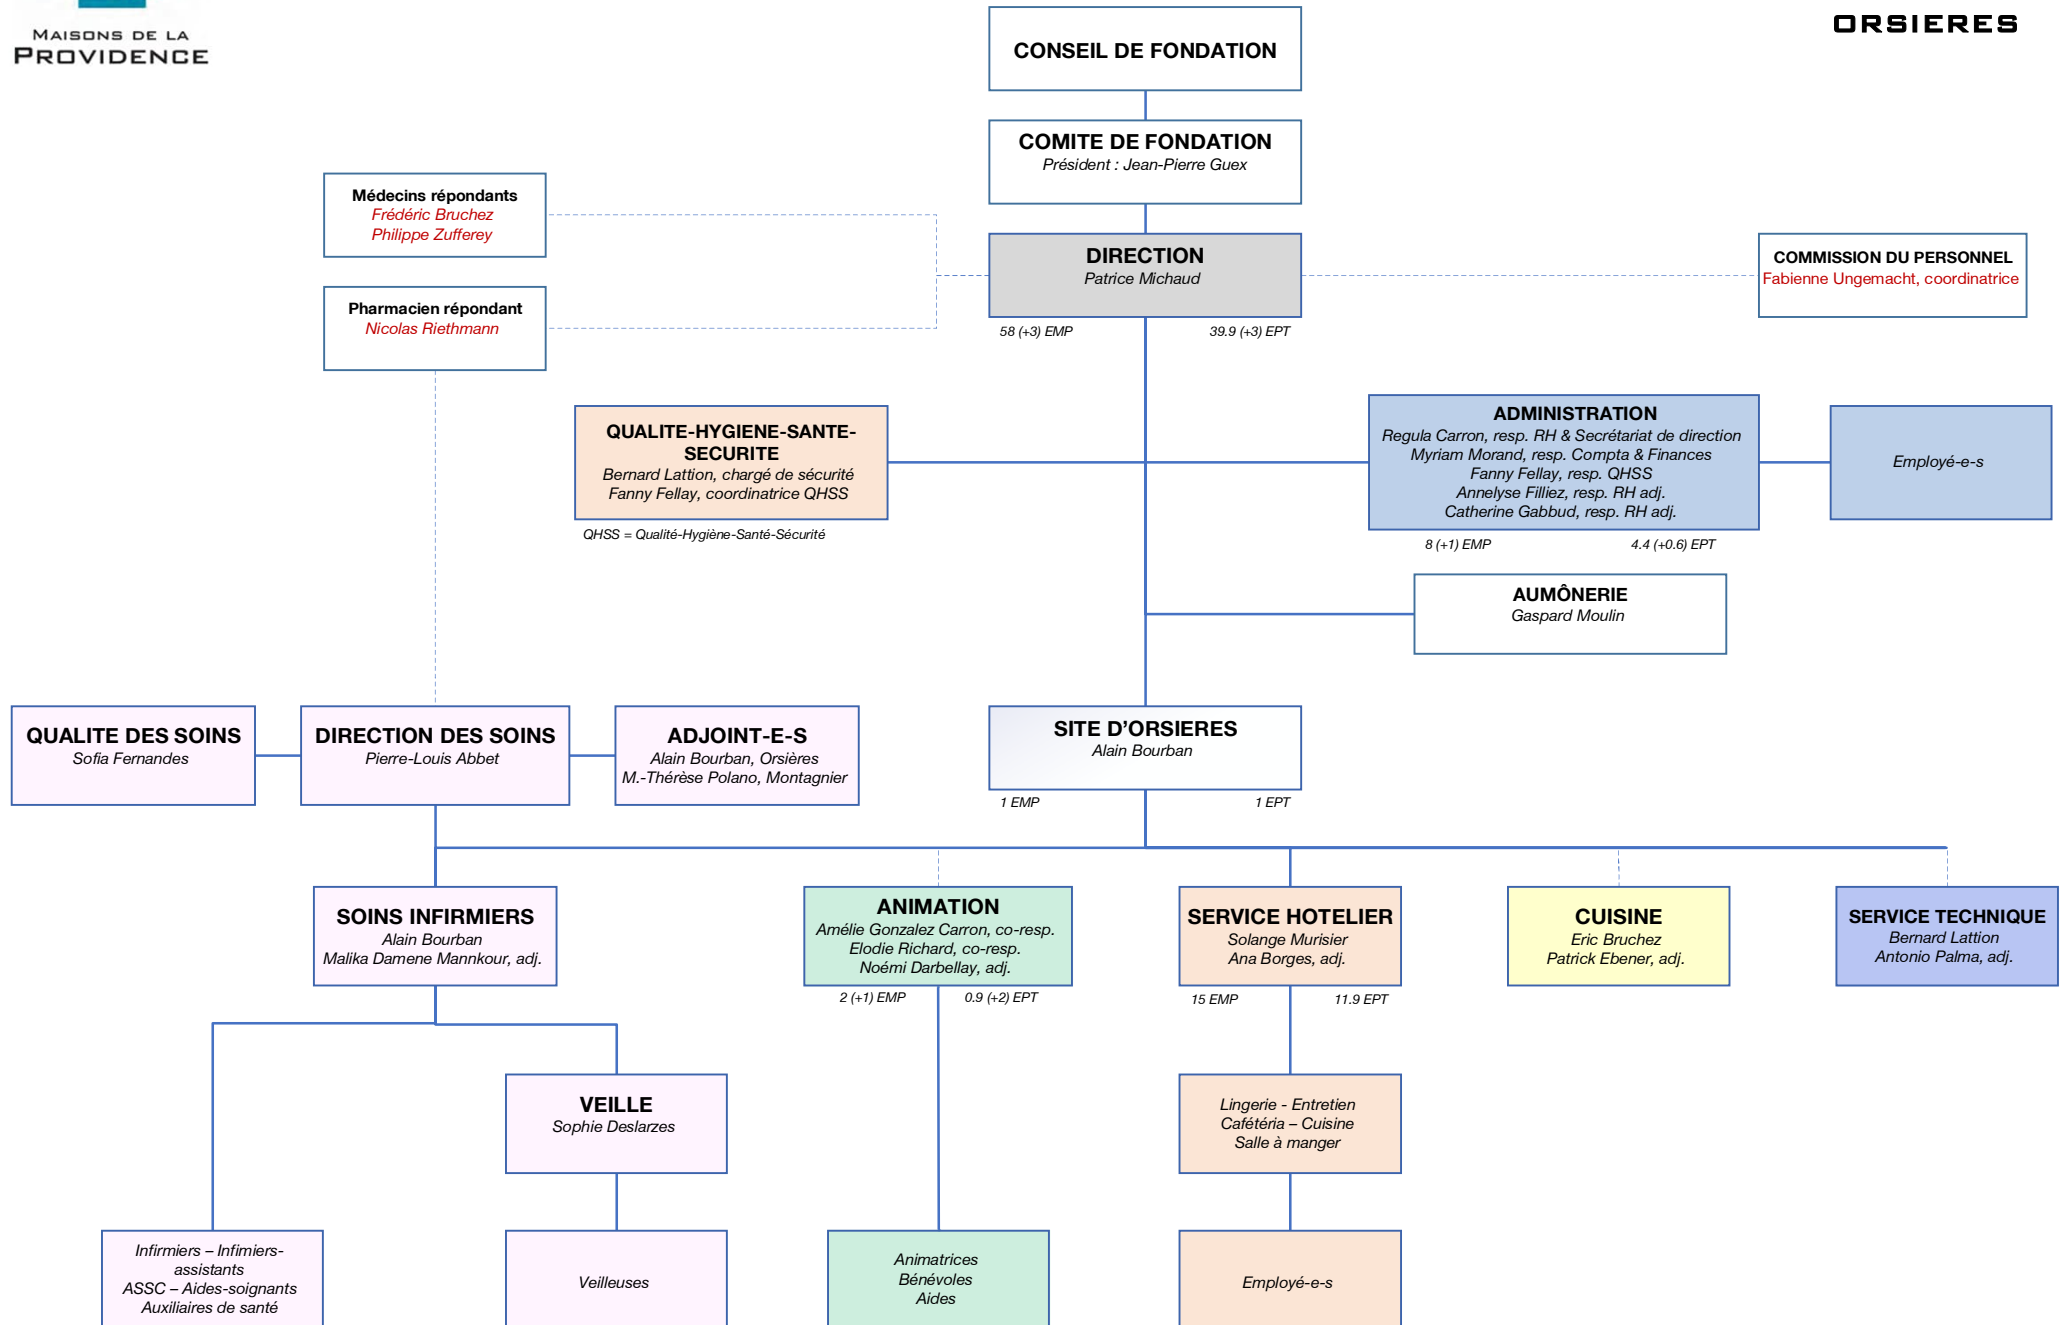 MAISONS DE LA
PROVIDENCE
ORSIERES
CONSEIL DE FONDATION
COMITE DE FONDATION
Président : Jean-Pierre Guex
Médecins répondants
Frédéric Bruchez
Philippe Zufferey
DIRECTION
Patrice Michaud
COMMISSION DU PERSONNEL
Fabienne Ungemacht, coordinatrice
Pharmacien répondant
Nicolas Riethmann
58 (+3) EMP
39.9 (+3) EPT
QUALITE-HYGIENE-SANTE-
SECURITE
Bernard Lattion, chargé de sécurité
Fanny Fellay, coordinatrice QHSS
QHSS = Qualité-Hygiène-Santé-Sécurité
ADMINISTRATION
Regula Carron, resp. RH & Secrétariat de direction
Myriam Morand, resp. Compta & Finances
Fanny Fellay, resp. QHSS
Annelyse Filliez, resp. RH adj.
Catherine Gabbud, resp. RH adj.
Employé-e-s
8 (+1) EMP
4.4 (+0.6) EPT
AUMÔNERIE
Gaspard Moulin
QUALITE DES SOINS
Sofia Fernandes
DIRECTION DES SOINS
Pierre-Louis Abbet
ADJOINT-E-S
Alain Bourban, Orsières
M.-Thérèse Polano, Montagnier
SITE D’ORSIERES
Alain Bourban
1 EMP
1 EPT
SOINS INFIRMIERS
Alain Bourban
Malika Damene Mannkour, adj.
ANIMATION
Amélie Gonzalez Carron, co-resp.
Elodie Richard, co-resp.
Noémi Darbellay, adj.
2 (+1) EMP
0.9 (+2) EPT
SERVICE HOTELIER
Solange Murisier
Ana Borges, adj.
15 EMP
11.9 EPT
CUISINE
Eric Bruchez
Patrick Ebener, adj.
SERVICE TECHNIQUE
Bernard Lattion
Antonio Palma, adj.
VEILLE
Sophie Deslarzes
Lingerie - Entretien
Cafétéria – Cuisine
Salle à manger
Infirmiers – Infimiers-
assistants
ASSC – Aides-soignants
Auxiliaires de santé
Veilleuses
Animatrices
Bénévoles
Aides
Employé-e-s